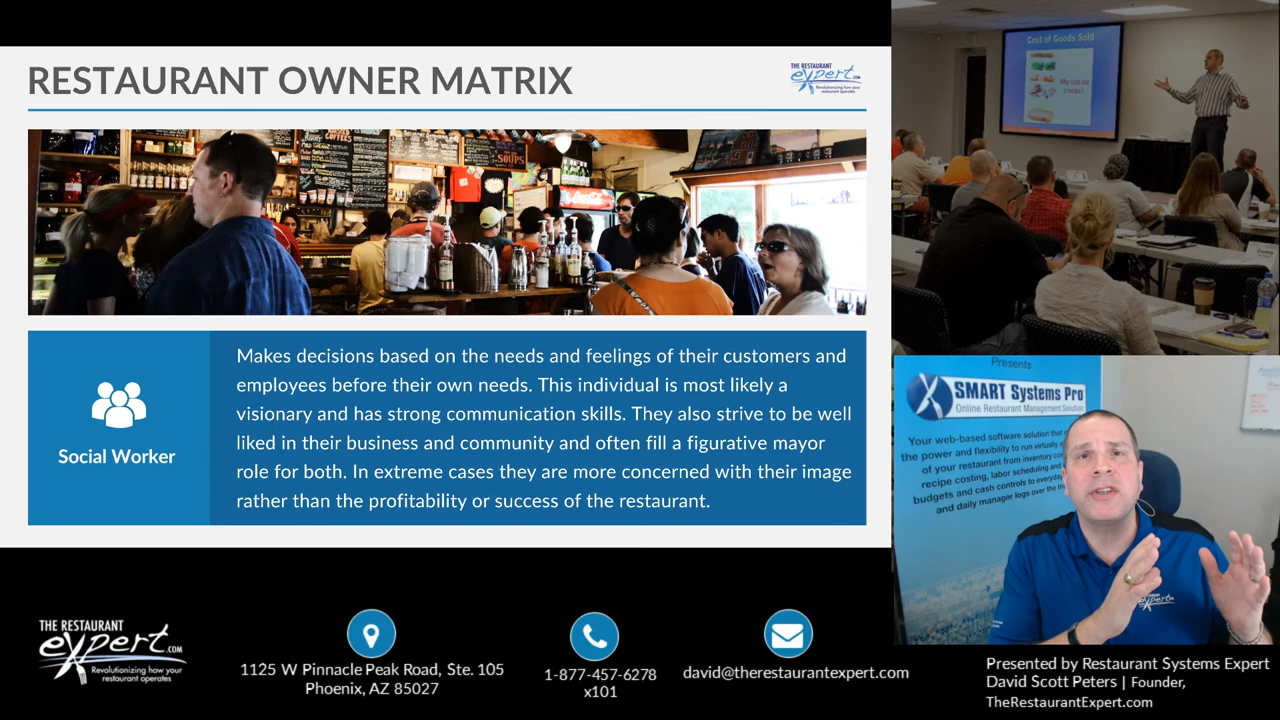 RESTAURANT OWNER MATRIX
THE RESTAURANT
expert.com
Revolutionizing how your
restaurant operates
Cost of Goods Sold
ROASTED
COFFEES
SOUPS
Coca-Cola
Social Worker
Makes decisions based on the needs and feelings of their customers and
employees before their own needs. This individual is most likely a
visionary and has strong communication skills. They also strive to be well
liked in their business and community and often fill a figurative mayor
role for both. In extreme cases they are more concerned with their image
rather than the profitability or success of the restaurant.
Presents
SMART Systems Pro
Online Restaurant Management Solution
Your web-based software solution that
the power and flexibility to run virtually
of your restaurant from inventory
recipe costing, labor scheduling and
budgets and cash controls to everyday
and daily manager logs over the
expert
THE RESTAURANT
expert.com
Revolutionizing how your
restaurant operates
1125 W Pinnacle Peak Road, Ste. 105
Phoenix, AZ 85027
1-877-457-6278
x101
david@therestaurantexpert.com
Presented by Restaurant Systems Expert
David Scott Peters | Founder,
TheRestaurantExpert.com